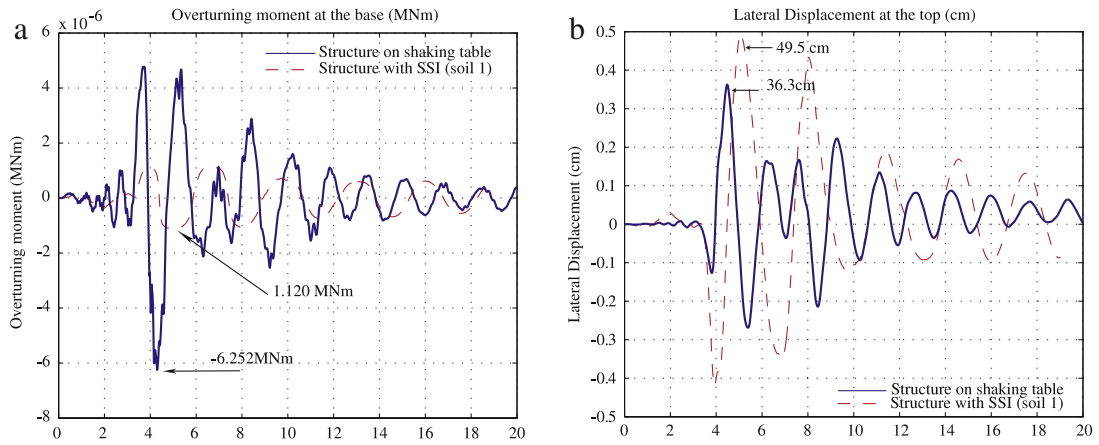 a
Overturning moment at the base (MNm)
x 10-6
6
4
2
0
−2
−4
−6
−8
Overturning moment (MNm)
Structure on shaking table
Structure with SSI (soil 1)
1.120 MNm
-6.252MNm
0 2 4 6 8 10 12 14 16 18 20
b
Lateral Displacement at the top (cm)
0.5
0.4
0.3
0.2
0.1
0
-0.1
-0.2
-0.3
-0.4
-0.5
Lateral Displacement (cm)
49.5 cm
36.3cm
Structure on shaking table
Structure with SSI (soil 1)
0 2 4 6 8 10 12 14 16 18 20